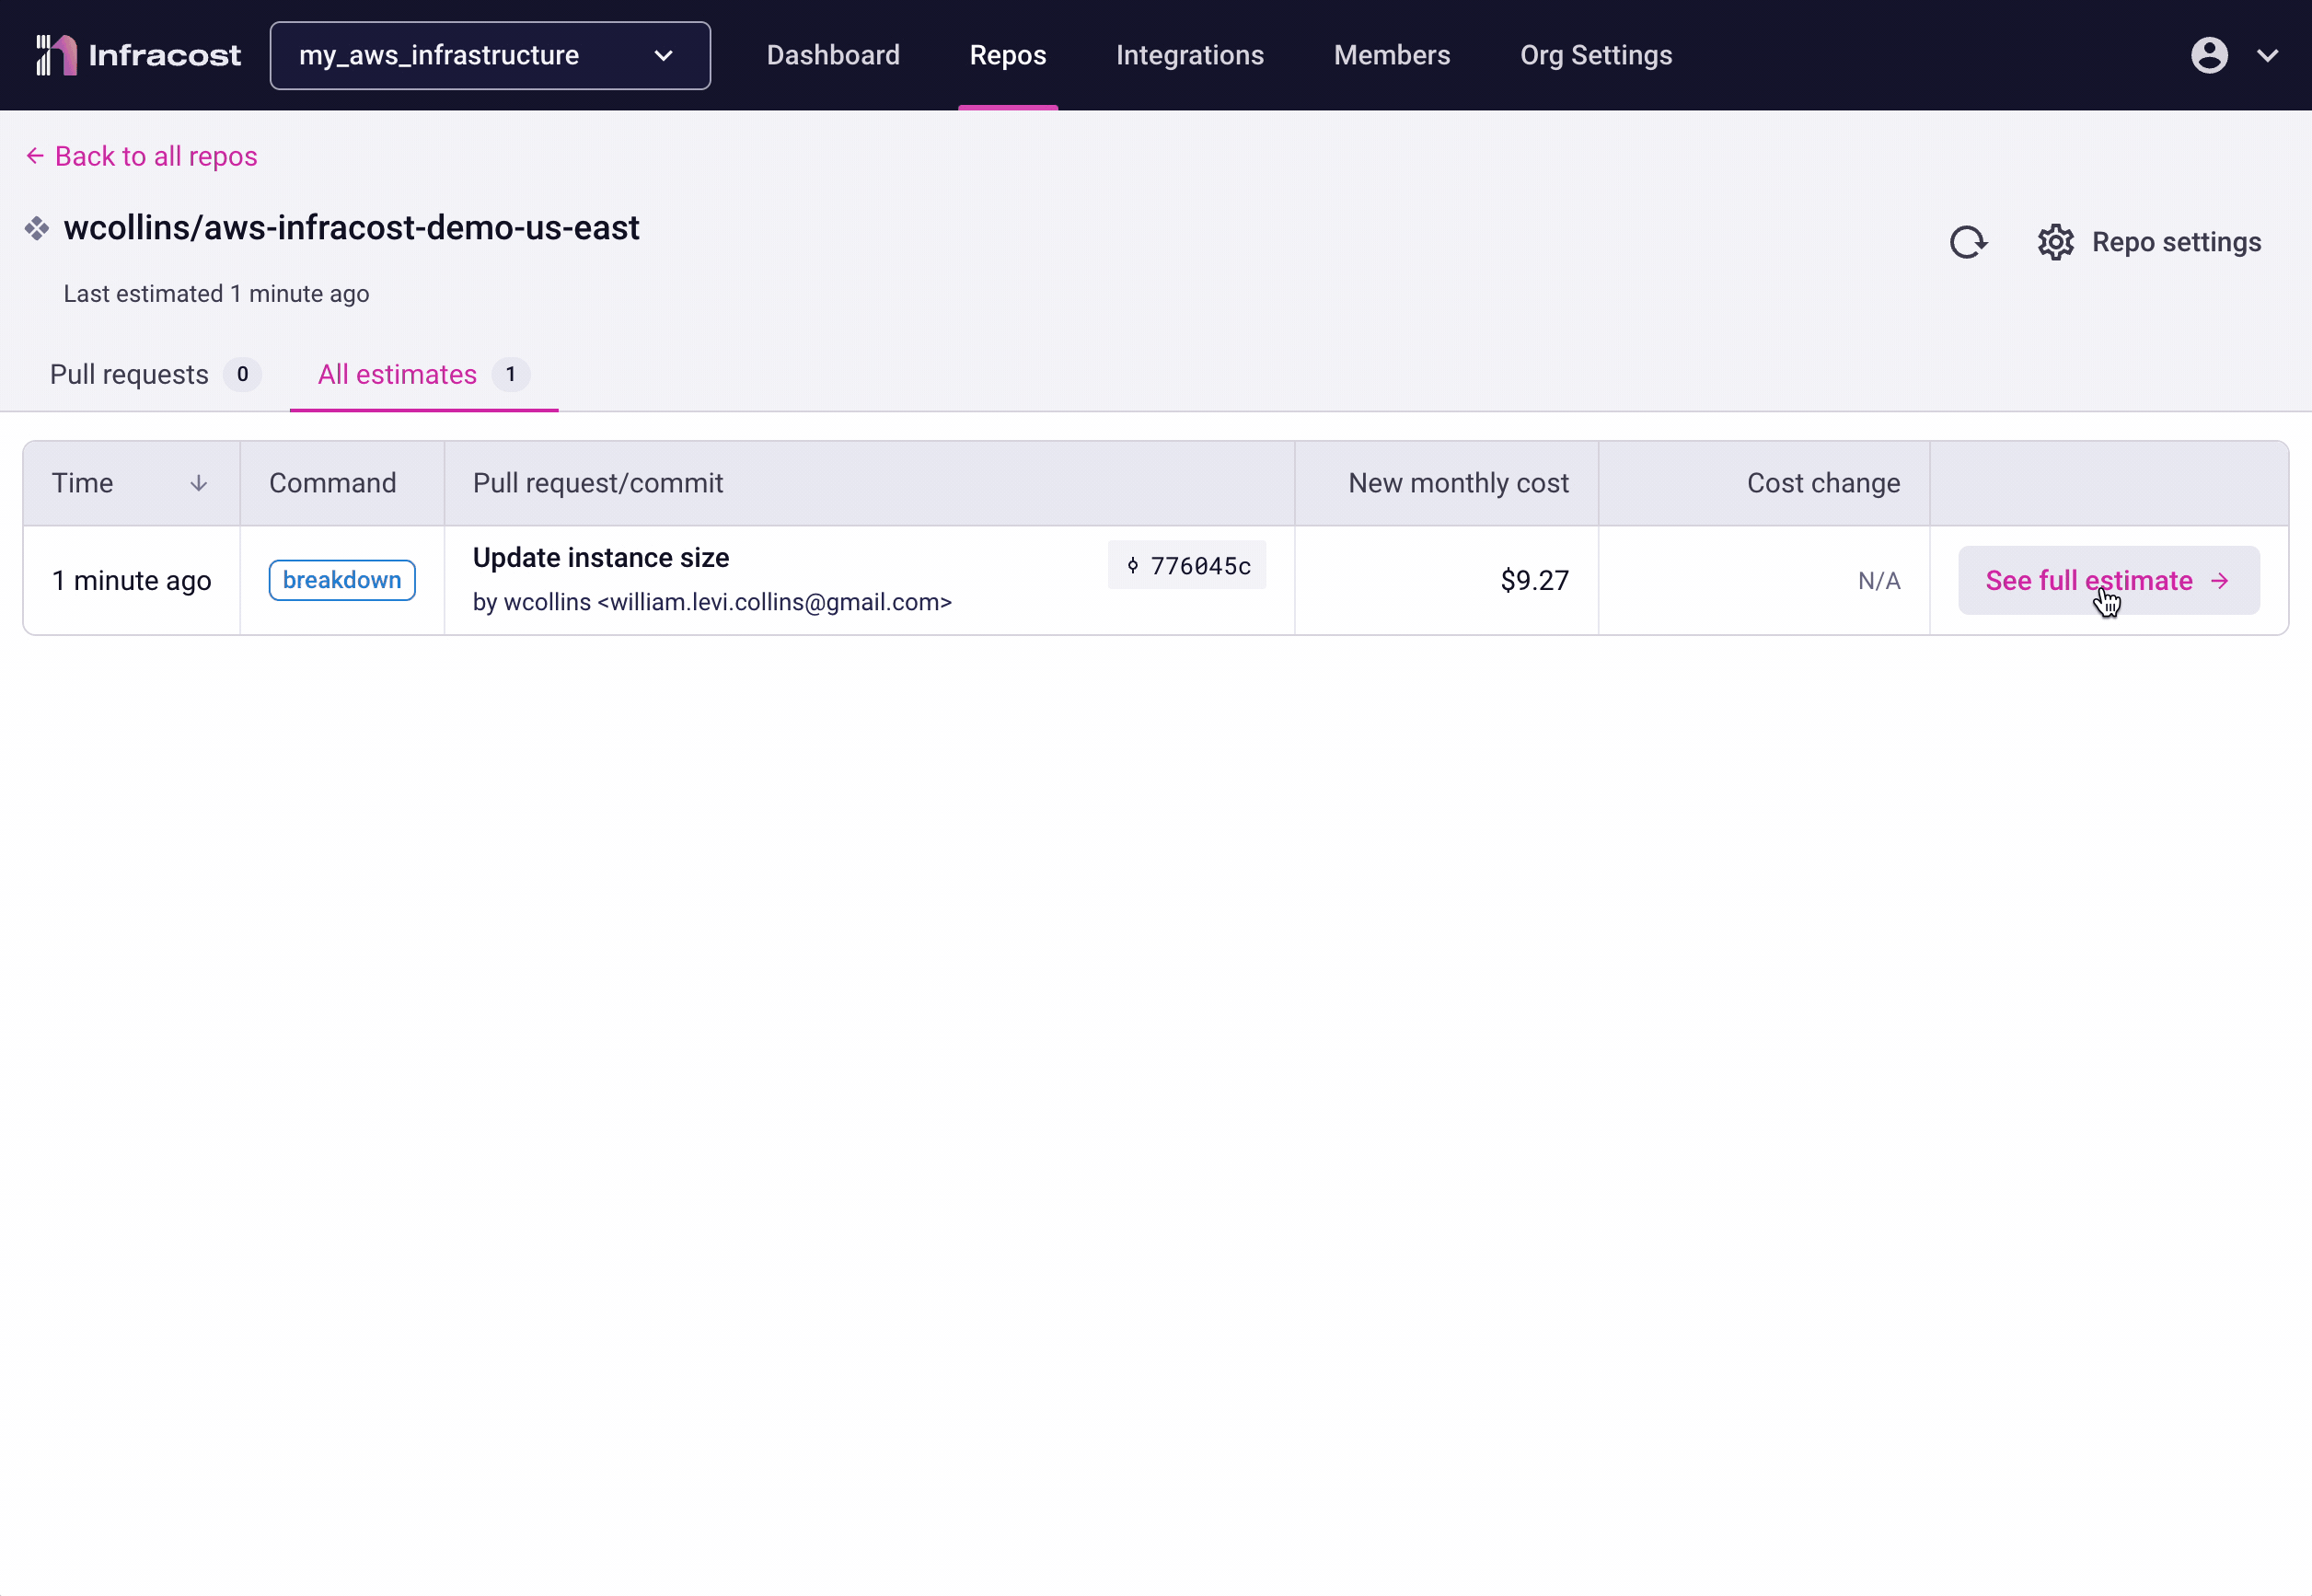 Infracost
my_aws_infrastructure
Dashboard
Repos
Integrations
Members
Org Settings
Back to all repos
wcollins/aws-infracost-demo-us-east
Repo settings
Last estimated 1 minute ago
Pull requests 0
All estimates 1
Time
Command
Pull request/commit
New monthly cost
Cost change
1 minute ago
breakdown
Update instance size
by wcollins <william.levi.collins@gmail.com>
776045c
$9.27
N/A
See full estimate